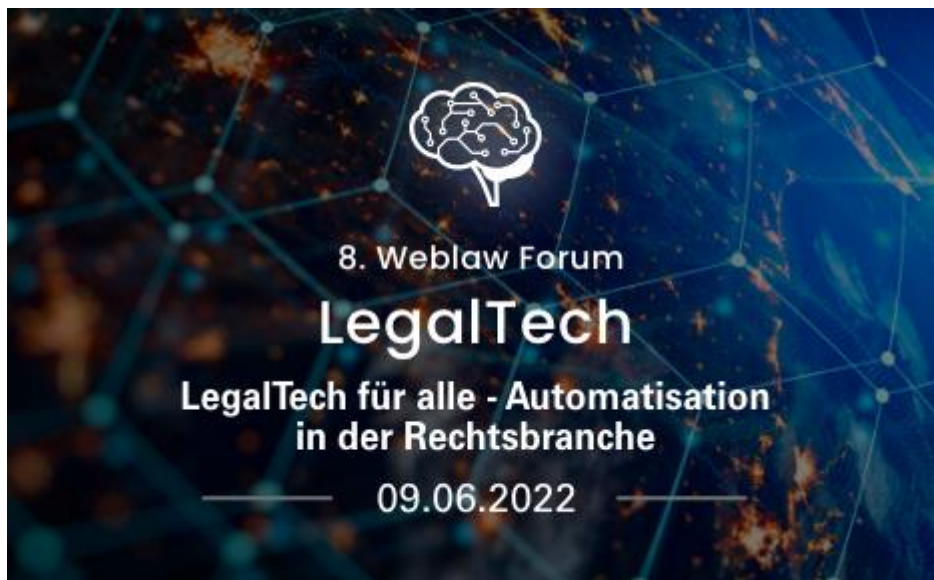 8. Weblaw Forum
LegalTech
LegalTech für alle - Automatisation
in der Rechtsbranche
09.06.2022